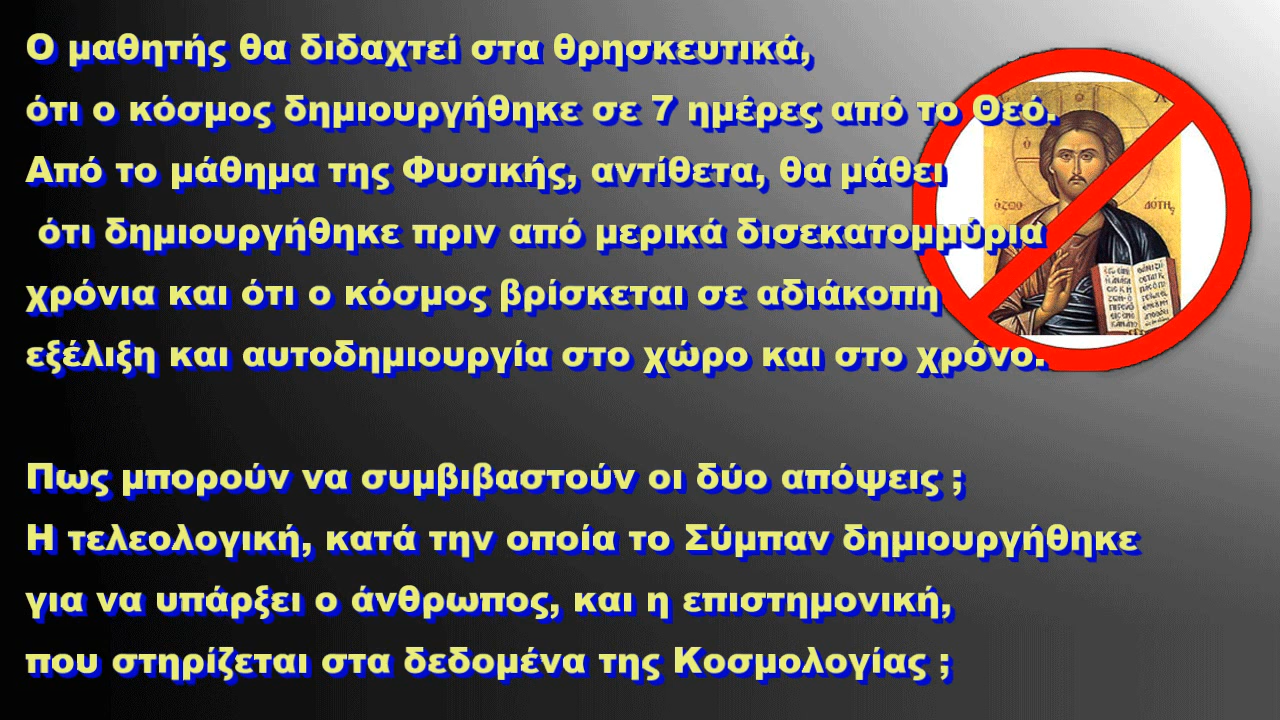 Ο μαθητής θα διδαχτεί στα θρησκευτικά,
ότι ο κόσμος δημιουργήθηκε σε 7 ημέρες από το Θεό.
Από το μάθημα της Φυσικής, αντίθετα, θα μάθει
ότι δημιουργήθηκε πριν από μερικά δισεκατομμύρια
χρόνια και ότι ο κόσμος βρίσκεται σε αδιάκοπη
εξέλιξη και αυτοδημιουργία στο χώρο και στο χρόνο.
Πως μπορούν να συμβιβαστούν οι δύο απόψεις ;
Η τελεολογική, κατά την οποία το Σύμπαν δημιουργήθηκε
για να υπάρξει ο άνθρωπος, και η επιστημονική,
που στηρίζεται στα δεδομένα της Κοσμολογίας ;